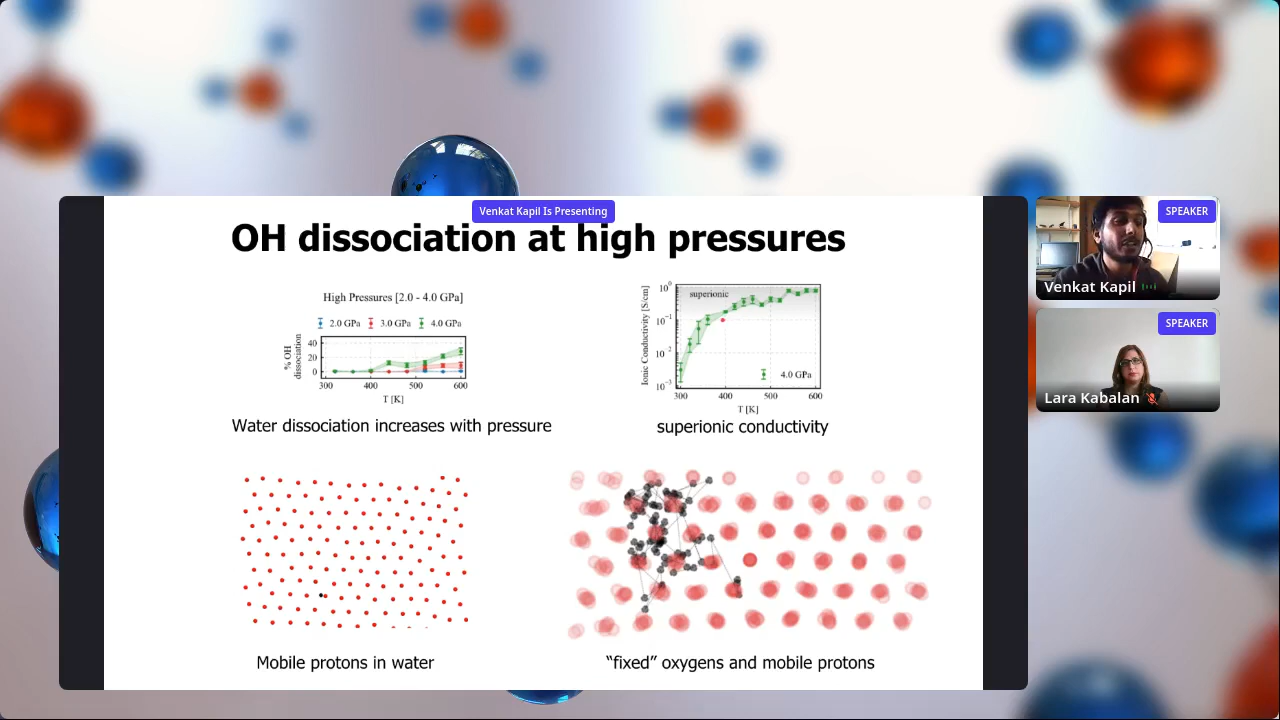 Venkat Kapil Is Presenting
OH dissociation at high pressures
High Pressures [2.0 - 4.0 GPa]
2.0 GPa 3.0 GPa 4.0 GPa
% OH
dissociation
40
20
0
300 400 500 600
T [K]
Water dissociation increases with pressure
Ionic Conductivity [S/cm]
10⁰
10⁻¹
10⁻²
10⁻³
superionic
4.0 GPa
300 400 500 600
T [K]
superionic conductivity
Mobile protons in water
“fixed” oxygens and mobile protons
SPEAKER
Venkat Kapil
SPEAKER
Lara Kabalan